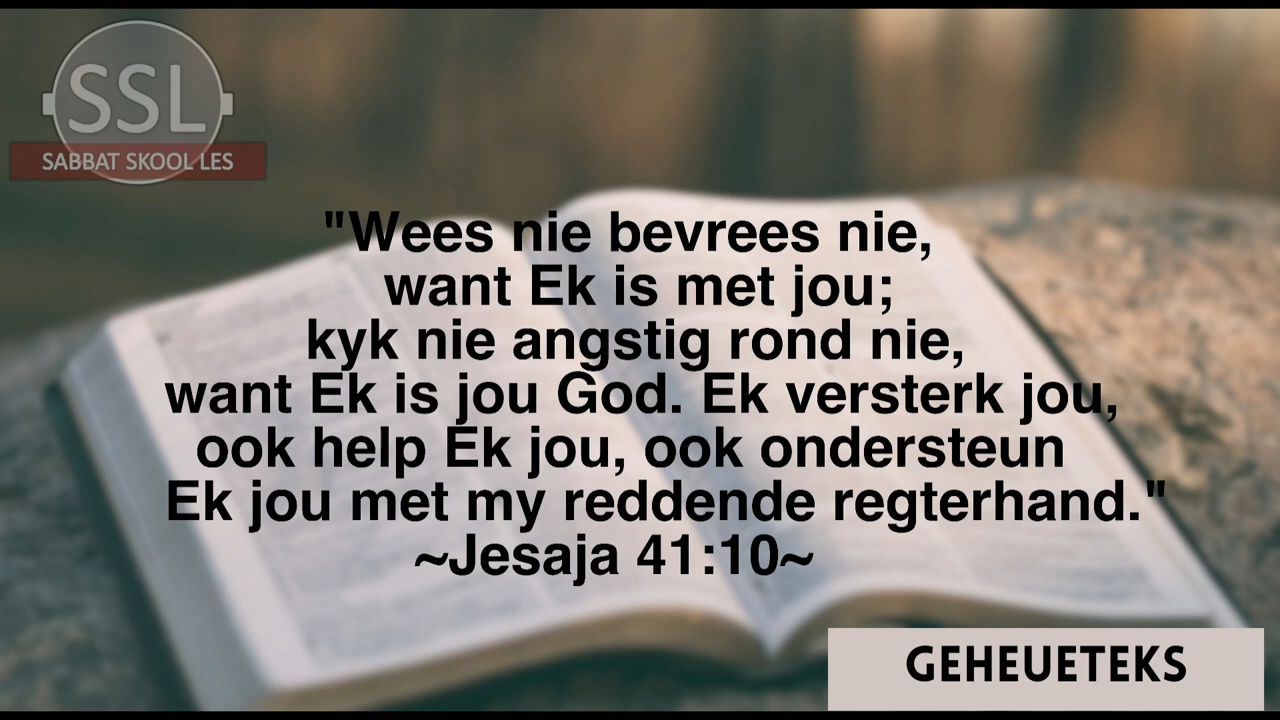 SSL
SABBAT SKOOL LES
"Wees nie bevrees nie,
want Ek is met jou;
kyk nie angstig rond nie,
want Ek is jou God. Ek versterk jou,
ook help Ek jou, ook ondersteun
Ek jou met my reddende regterhand."
~Jesaja 41:10~
GEHEUETEKS